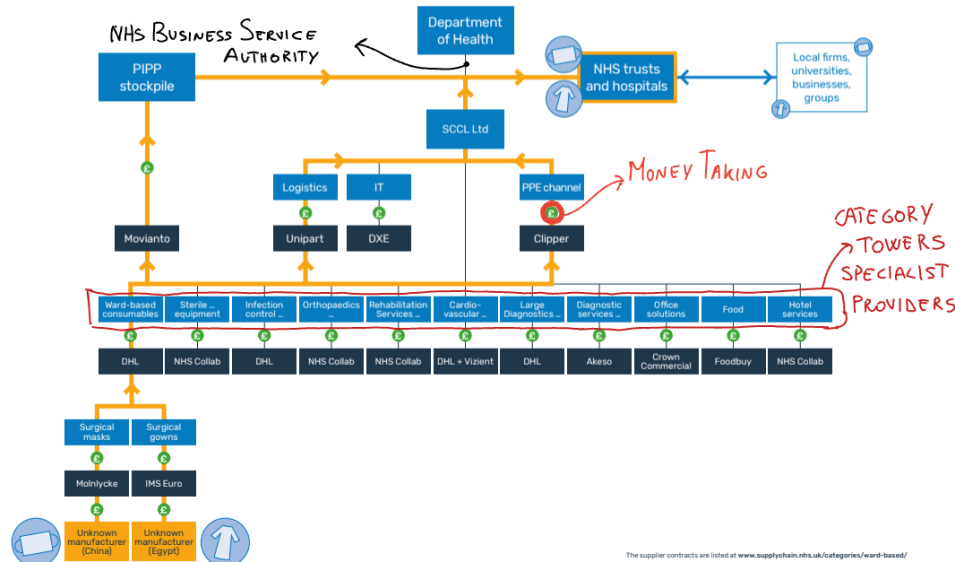 NHS BUSINESS SERVICE
AUTHORITY
Department
of Health
PIPP
stockpile
NHS trusts
and hospitals
Local firms,
universities,
businesses,
groups
SCCL Ltd
£
Logistics
IT
PPE channel
MONEY TAKING
£
£
£
Movianto
Unipart
DXE
Clipper
CATEGORY
TOWERS
SPECIALIST
PROVIDERS
Ward-based
consumables
Sterile ...
equipment
Infection
control ...
Orthopaedics
...
Rehabilitation
Services ...
Cardio-
vascular ...
Large
Diagnostics ...
Diagnostic
services ...
Office
solutions
Food
Hotel
services
£
£
£
£
£
£
£
£
£
£
£
DHL
NHS Collab
DHL
NHS Collab
NHS Collab
DHL + Vizient
DHL
Akeso
Crown
Commercial
Foodbuy
NHS Collab
Surgical
masks
Surgical
gowns
£
£
Molnlycke
IMS Euro
£
£
Unknown
manufacturer
(China)
Unknown
manufacturer
(Egypt)
The supplier contracts are listed at www.supplychain.nhs.uk/categories/ward-based/